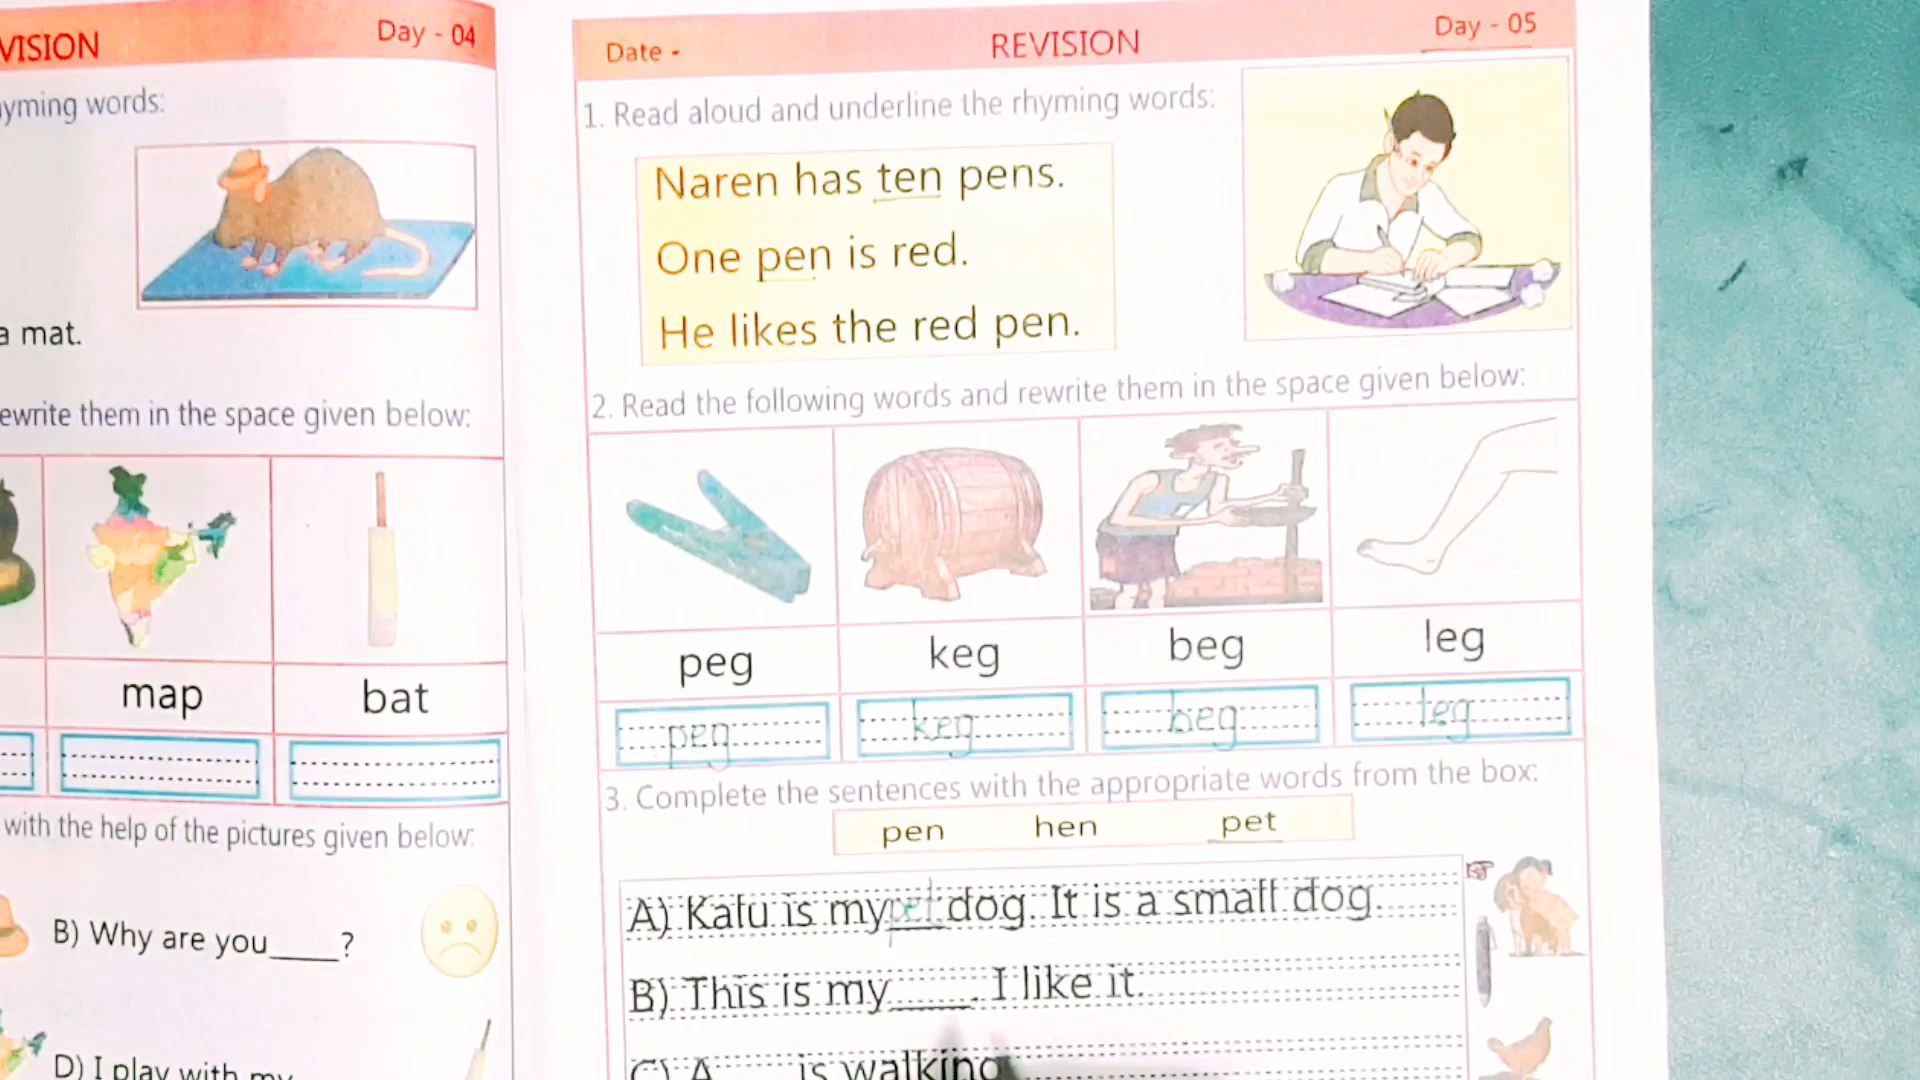 VISION Day - 04
yming words:
a mat.
ewrite them in the space given below:
map bat
with the help of the pictures given below:
B) Why are you____?
D) I play with my
Date - REVISION Day - 05
1. Read aloud and underline the rhyming words:
Naren has ten pens.
One pen is red.
He likes the red pen.
2. Read the following words and rewrite them in the space given below:
peg keg beg leg
peg keg beg leg
3. Complete the sentences with the appropriate words from the box:
pen hen pet
A) Kalu is my pet dog. It is a small dog.
B) This is my____. I like it.
C) A____is walking